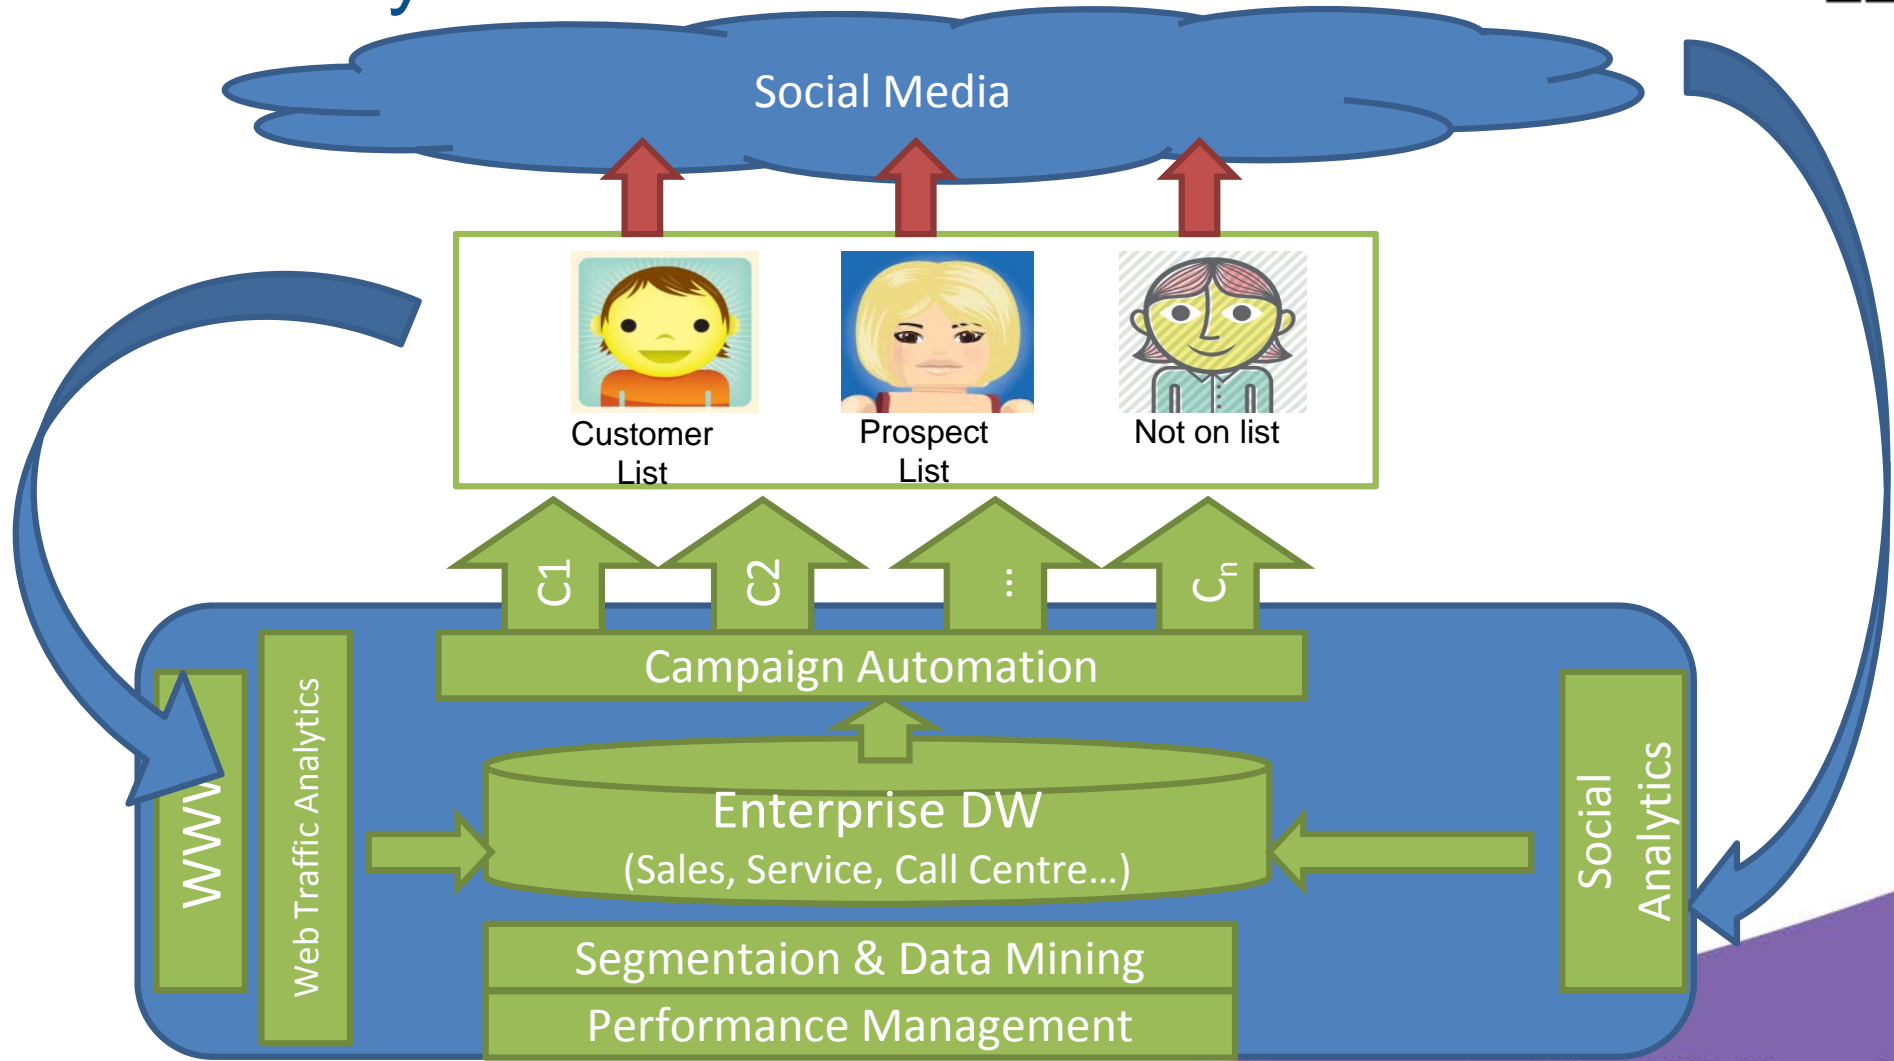 Social Media
Customer
List
Prospect
List
Not on list
C1
C2
...
Cn
Campaign Automation
WWW
Web Traffic Analytics
Enterprise DW
(Sales, Service, Call Centre...)
Social
Analytics
Segmentaion & Data Mining
Performance Management